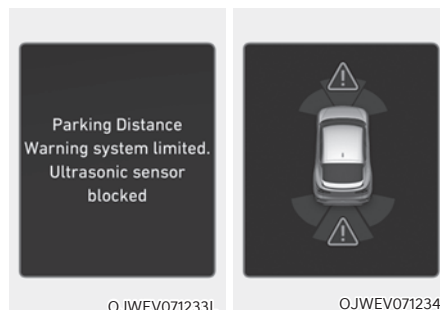 Parking Distance
Warning system limited.
Ultrasonic sensor
blocked
OJWEV071233L
OJWEV071234